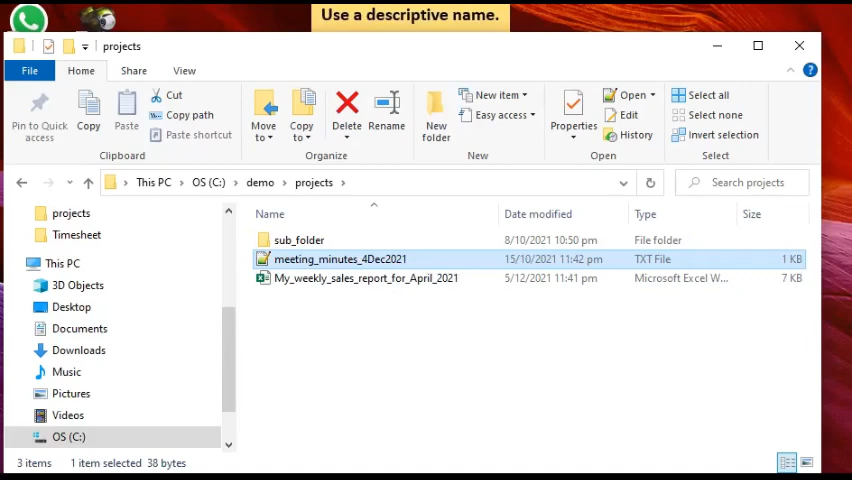 Use a descriptive name.
projects
File Home Share View
Pin to Quick access
Copy
Paste
Cut
Copy path
Paste shortcut
Clipboard
Move to
Copy to
Delete
Rename
Organize
New folder
New item
Easy access
New
Properties
Open
Edit
History
Open
Select all
Select none
Invert selection
Select
This PC OS (C:) demo projects
Search projects
projects
Timesheet
This PC
3D Objects
Desktop
Documents
Downloads
Music
Pictures
Videos
OS (C:)
Name Date modified Type Size
sub_folder 8/10/2021 10:50 pm File folder
meeting_minutes_4Dec2021 15/10/2021 11:42 pm TXT File 1 KB
My_weekly_sales_report_for_April_2021 5/12/2021 11:41 pm Microsoft Excel W... 7 KB
3 items 1 item selected 38 bytes